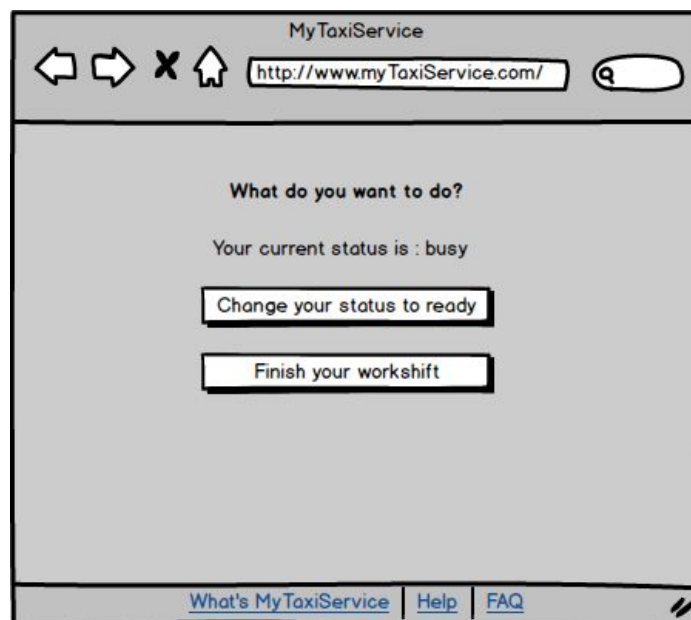 MyTaxiService
http://www.myTaxiService.com/
What do you want to do?
Your current status is : busy
Change your status to ready
Finish your workshift
What's MyTaxiService Help FAQ